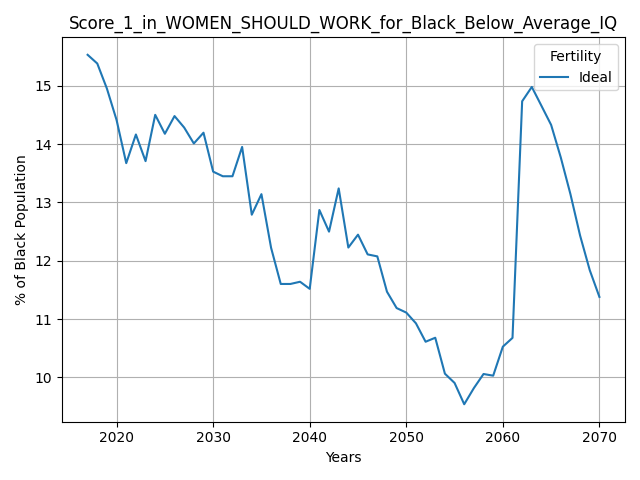 Score_1_in_WOMEN_SHOULD_WORK_for_Black_Below_Average_IQ
Fertility
Ideal
15
14
13
12
11
10
% of Black Population
2020 2030 2040 2050 2060 2070
Years